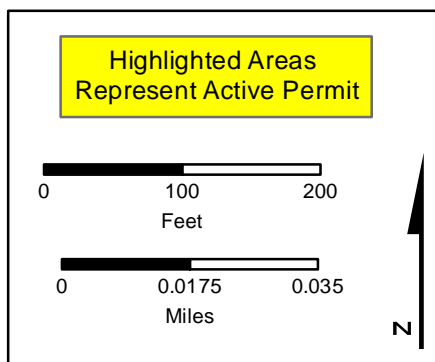 Highlighted Areas
Represent Active Permit
0 100 200
Feet
0 0.0175 0.035
Miles
N